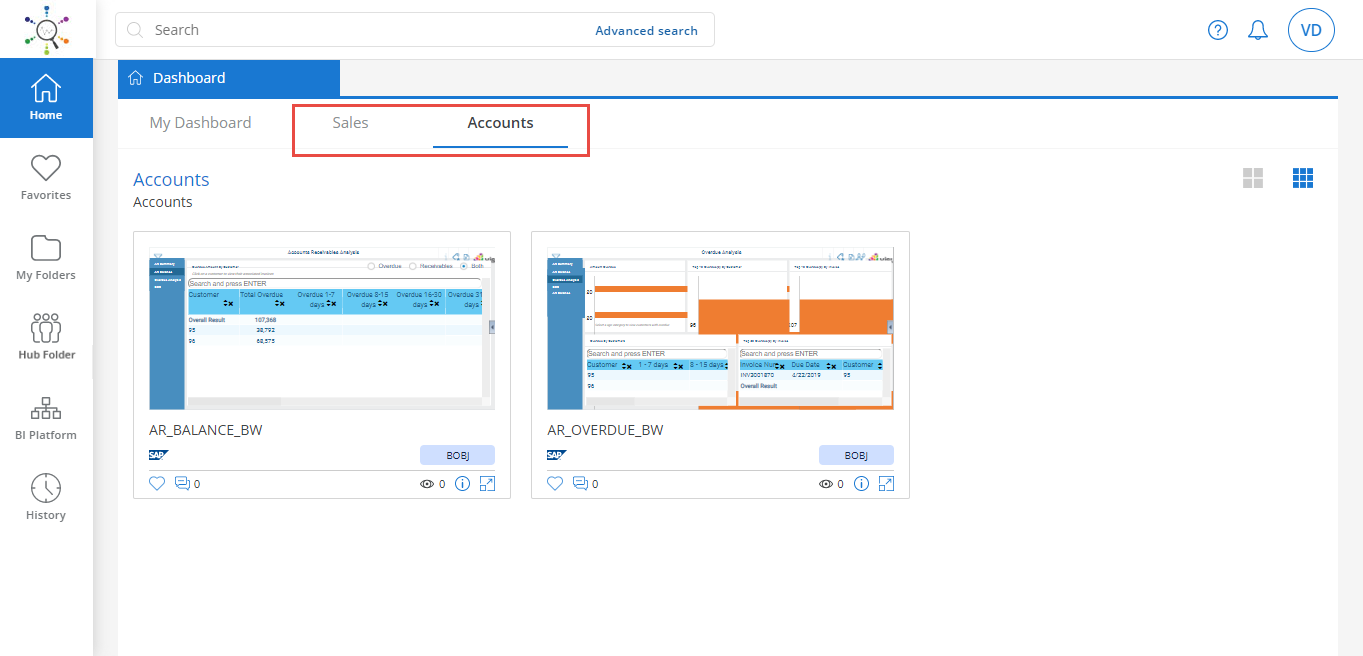 Search
Advanced search
VD
Dashboard
Home
Favorites
My Folders
Hub Folder
BI Platform
History
My Dashboard
Sales
Accounts
Accounts
Accounts
Accounts Receivables Analysis
Overdue
Receivables
Both
Search and press ENTER
Customer
Total Overdue
Overdue 1-7 days
Overdue 8-15 days
Overdue 16-30 days
Overdue 31
days
Overall Result 107,368
95 38,792
96 68,575
AR_BALANCE_BW
SAP
BOBJ
0
0
Overdue Analysis
Search and press ENTER
Customer 1 - 7 days 8 - 15 days
95
96
Search and press ENTER
Invoice Num Due Date Customer
INV3001870 4/22/2019 95
Overall Result
AR_OVERDUE_BW
SAP
BOBJ
0
0